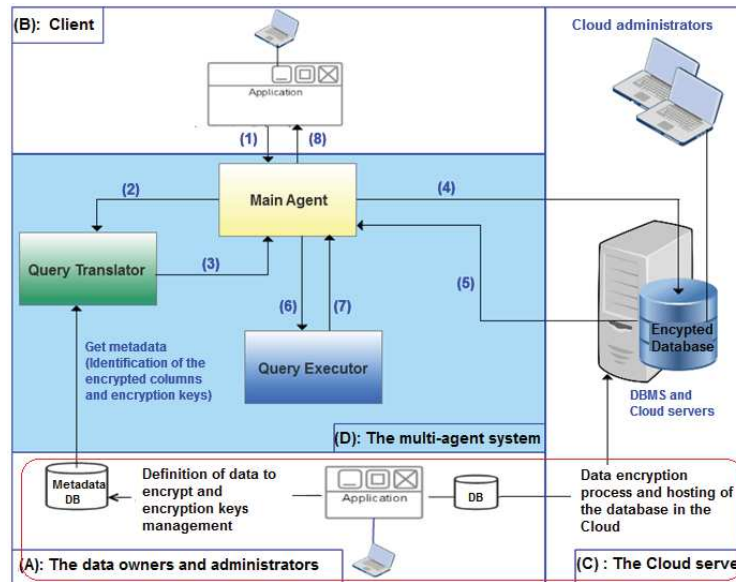 (B): Client
Cloud administrators
Application
(1)
(8)
(2)
Main Agent
(4)
Query Translator
(3)
(5)
(6)
(7)
Encypted
Database
Get metadata
(Identification of the
encrypted columns
and encryption keys)
Query Executor
DBMS and
Cloud servers
(D): The multi-agent system
Metadata
DB
Definition of data to
encrypt and
encryption keys
management
Application
DB
Data encryption
process and hosting of
the database in the
Cloud
(A): The data owners and administrators
(C) : The Cloud serve